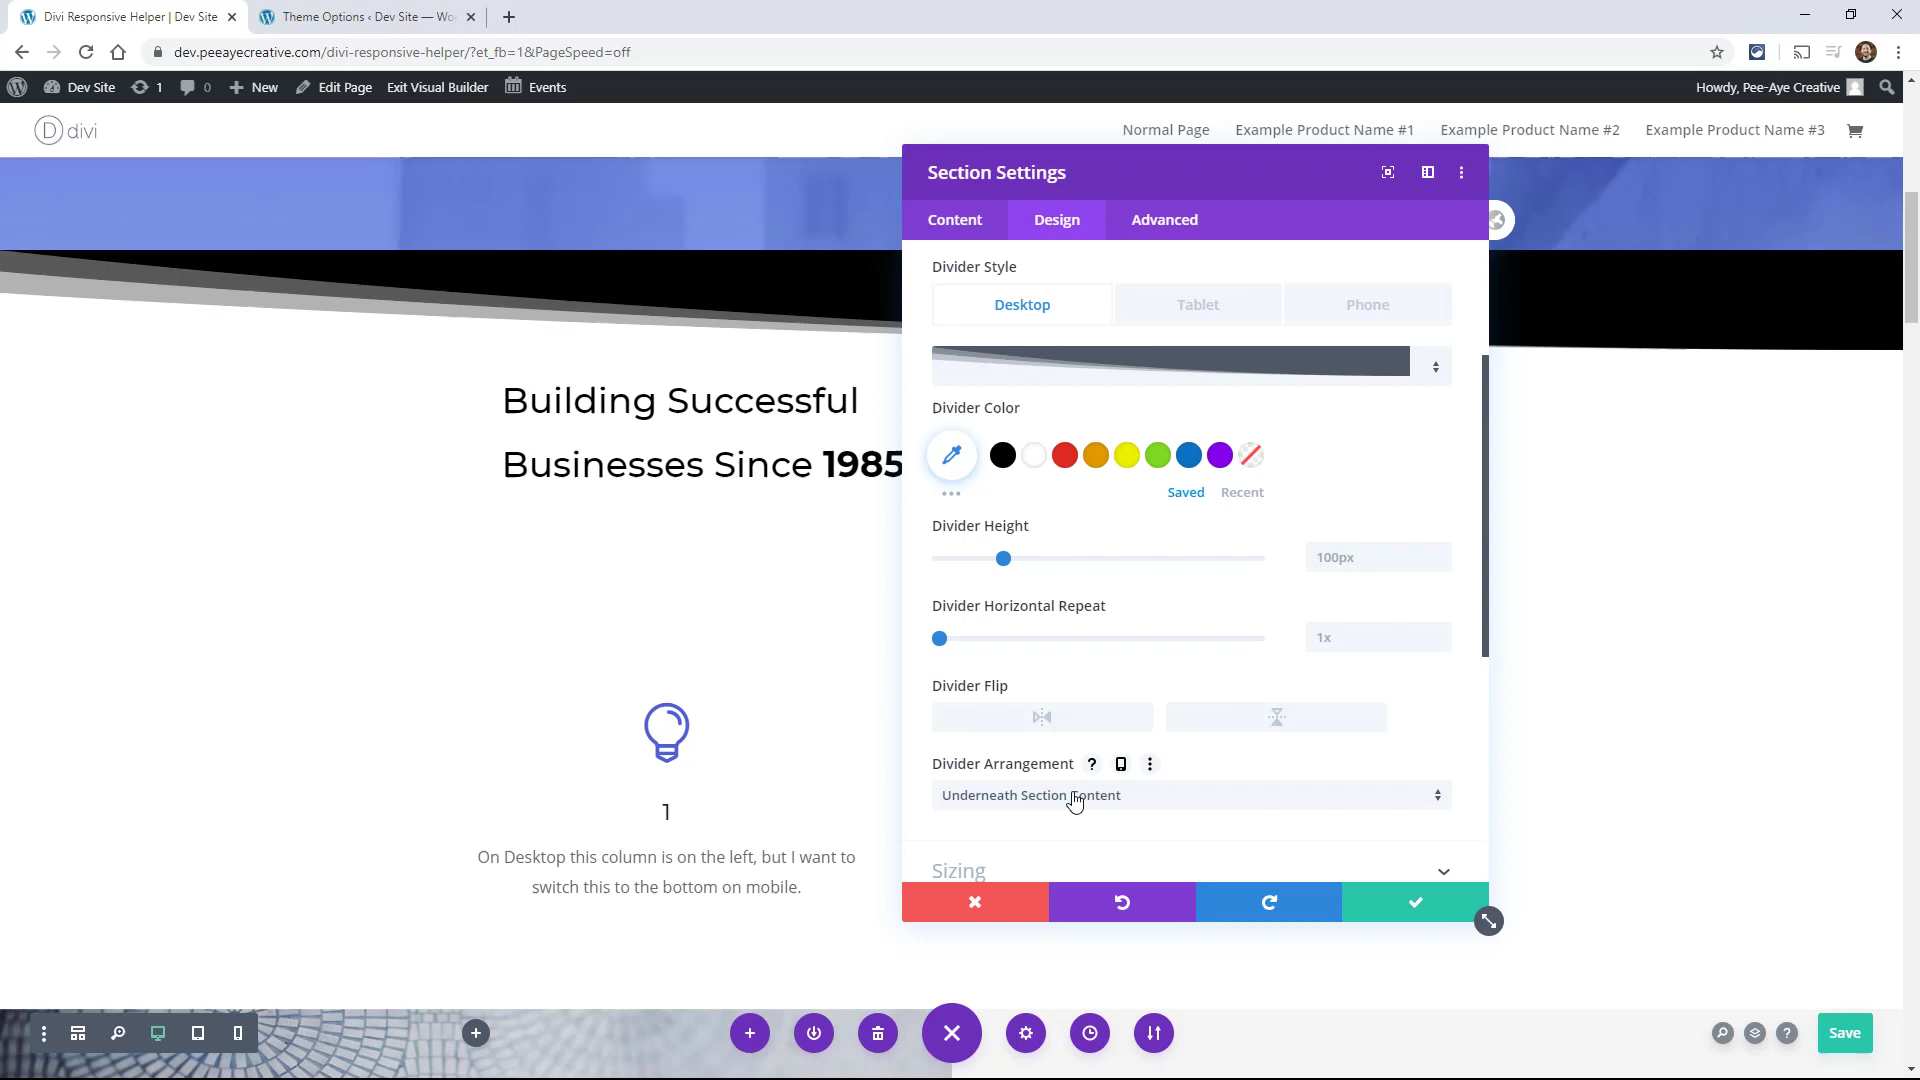 Divi Responsive Helper | Dev Site
Theme Options ‹ Dev Site — Wo
dev.peeayecreative.com/divi-responsive-helper/?et_fb=1&PageSpeed=off
Dev Site 1 0 New Edit Page Exit Visual Builder Events Howdy, Pee-Aye Creative
D divi
Normal Page Example Product Name #1 Example Product Name #2 Example Product Name #3
Section Settings
Content Design Advanced
Divider Style
Desktop Tablet Phone
Building Successful
Businesses Since 1985
Divider Color
Saved Recent
Divider Height
100px
Divider Horizontal Repeat
1x
Divider Flip
Divider Arrangement ?
Underneath Section Content
1
On Desktop this column is on the left, but I want to
switch this to the bottom on mobile.
Sizing
?
Save